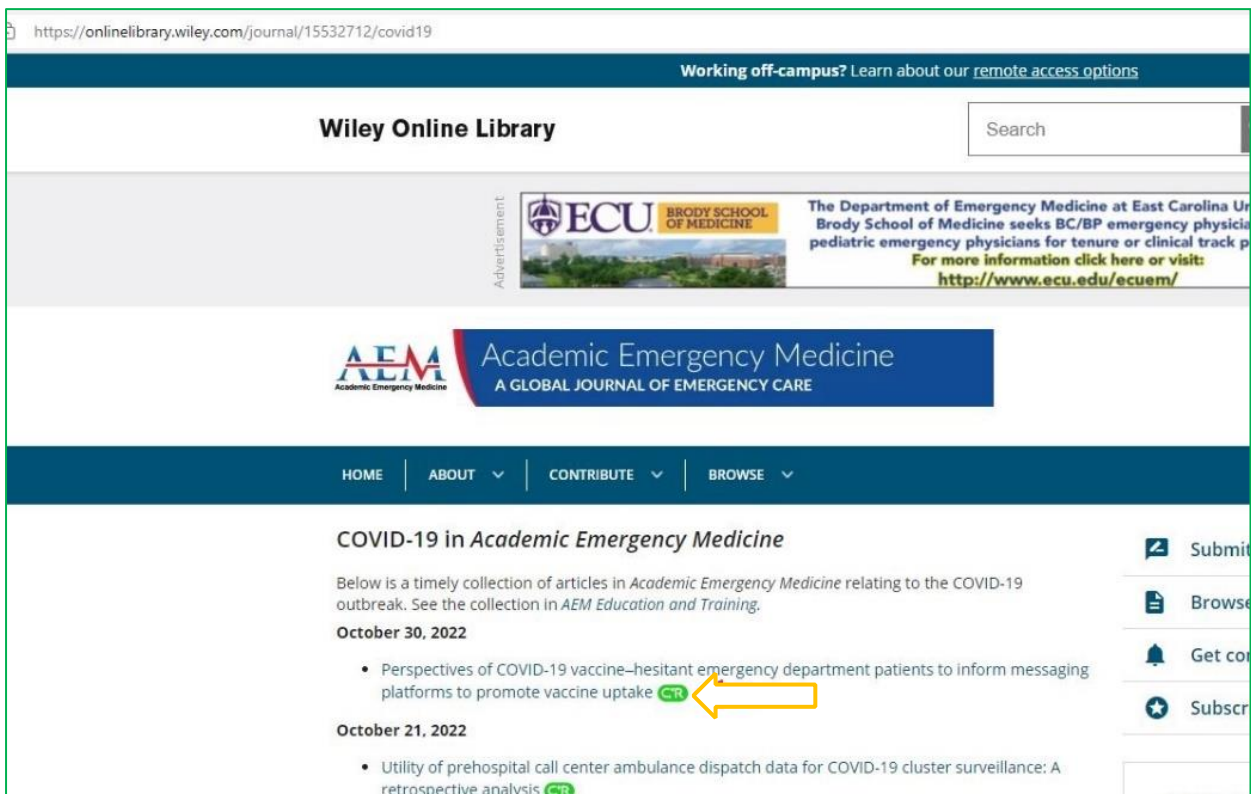 https://onlinelibrary.wiley.com/journal/15532712/covid19
Working off-campus? Learn about our remote access options
Wiley Online Library
Search
Advertisement
ECU BRODY SCHOOL OF MEDICINE
The Department of Emergency Medicine at East Carolina
Brody School of Medicine seeks BC/BP emergency
pediatric emergency physicians for tenure or clinical track
For more information click here or visit:
http://www.ecu.edu/ecuem/
AEM
Academic Emergency Medicine
Academic Emergency Medicine
A GLOBAL JOURNAL OF EMERGENCY CARE
HOME ABOUT CONTRIBUTE BROWSE
COVID-19 in Academic Emergency Medicine
Below is a timely collection of articles in Academic Emergency Medicine relating to the COVID-19
outbreak. See the collection in AEM Education and Training.
October 30, 2022
• Perspectives of COVID-19 vaccine–hesitant emergency department patients to inform messaging
platforms to promote vaccine uptake
October 21, 2022
• Utility of prehospital call center ambulance dispatch data for COVID-19 cluster surveillance: A
retrospective analysis
Submit
Browse
Get